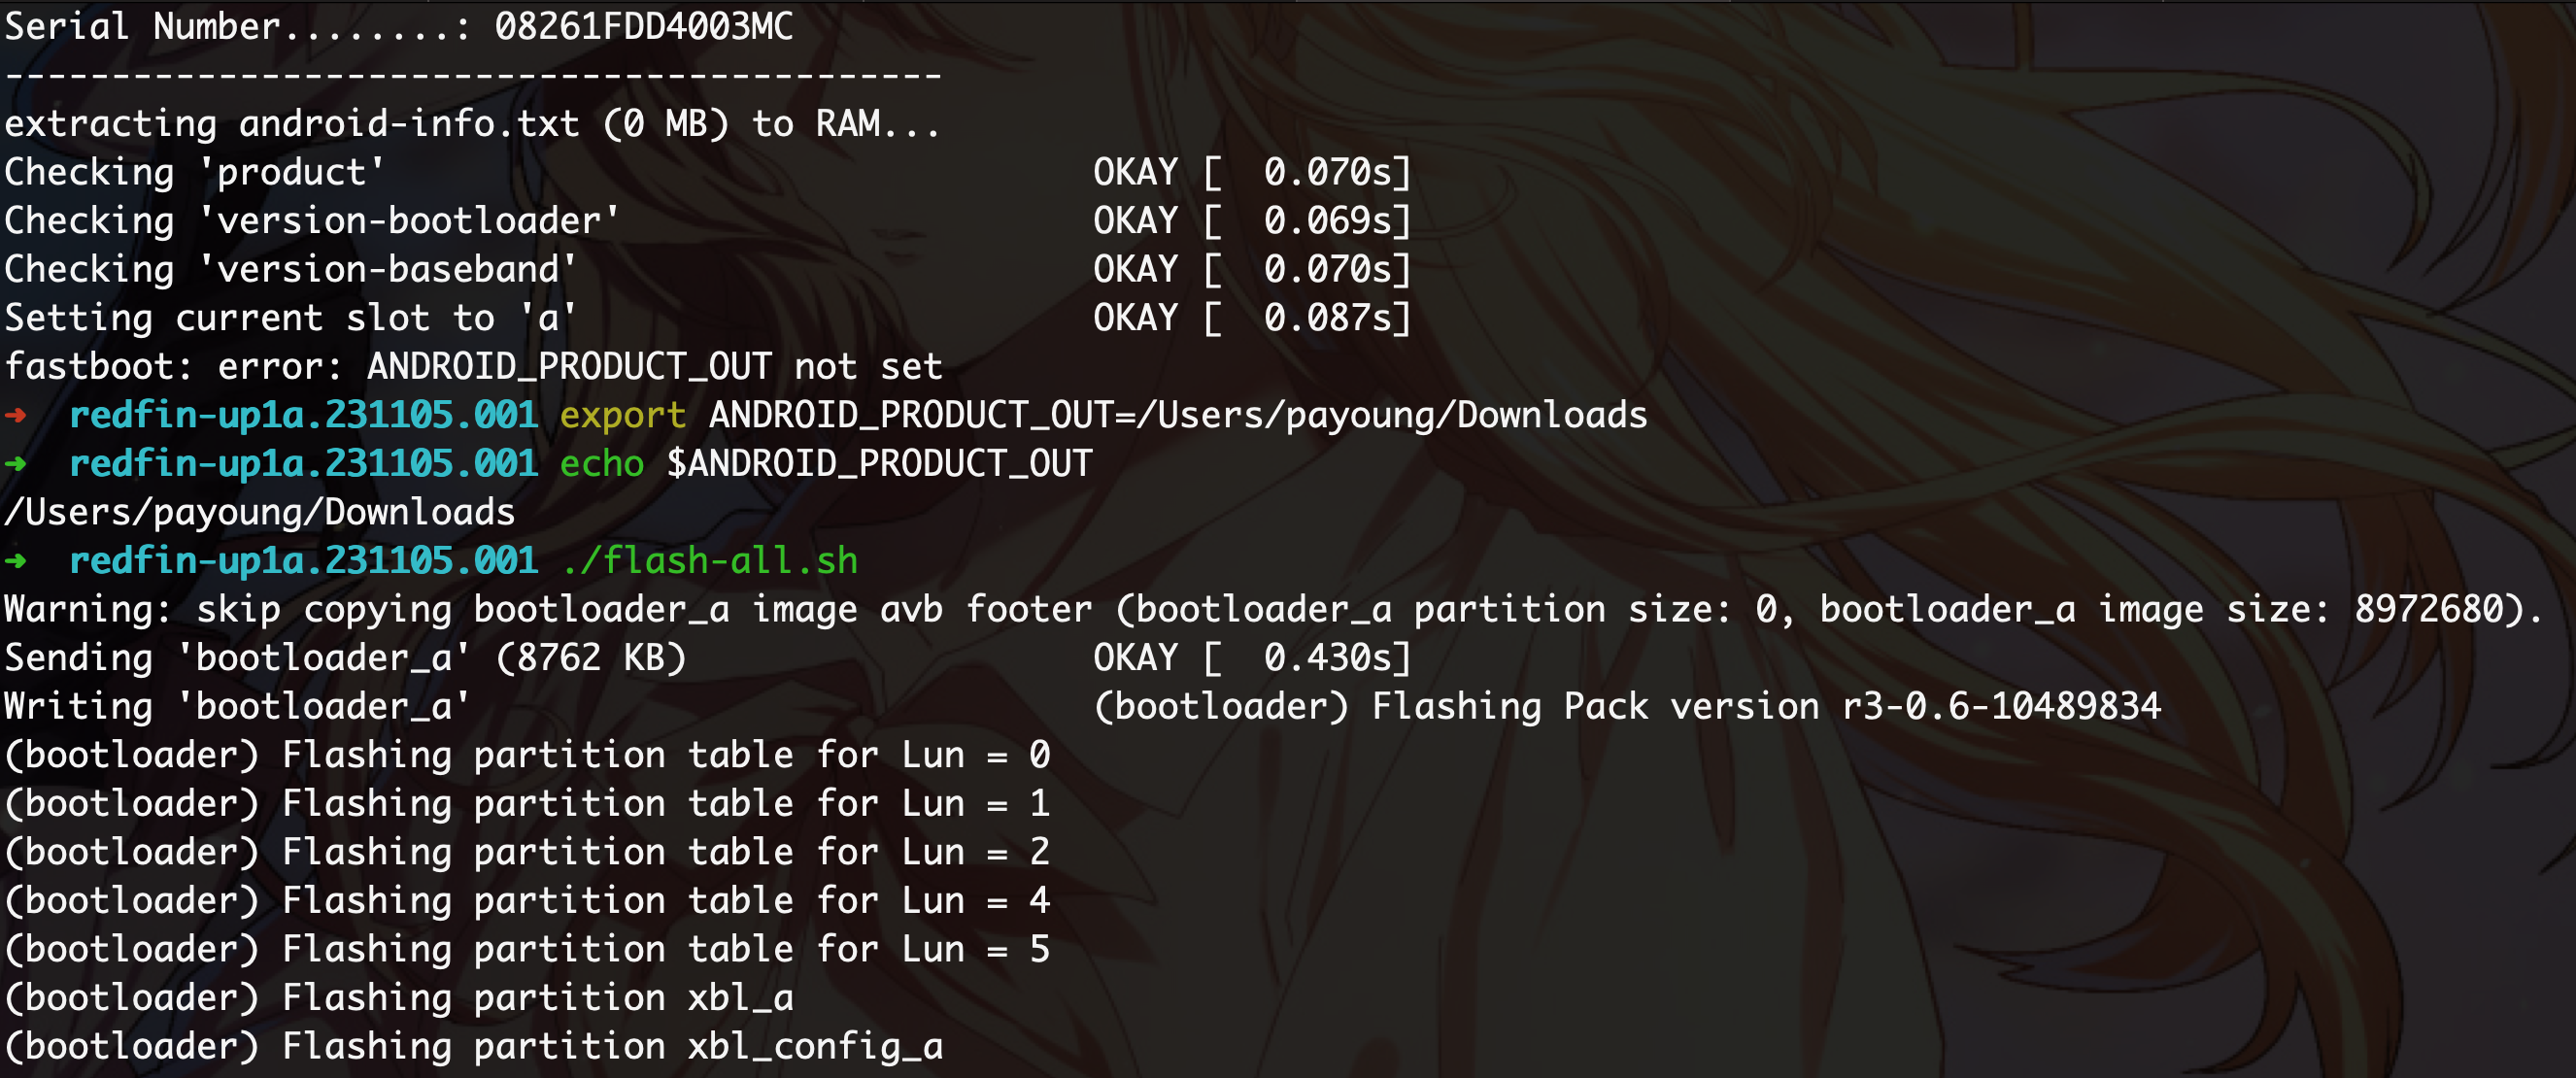 Serial Number........: 08261FDD4003MC
--------------------------------------------
extracting android-info.txt (0 MB) to RAM...
Checking 'product'                                 OKAY [  0.070s]
Checking 'version-bootloader'                      OKAY [  0.069s]
Checking 'version-baseband'                        OKAY [  0.070s]
Setting current slot to 'a'                        OKAY [  0.087s]
fastboot: error: ANDROID_PRODUCT_OUT not set
➜  redfin-up1a.231105.001 export ANDROID_PRODUCT_OUT=/Users/payoung/Downloads
➜  redfin-up1a.231105.001 echo $ANDROID_PRODUCT_OUT
/Users/payoung/Downloads
➜  redfin-up1a.231105.001 ./flash-all.sh
Warning: skip copying bootloader_a image avb footer (bootloader_a partition size: 0, bootloader_a image size: 8972680).
Sending 'bootloader_a' (8762 KB)                   OKAY [  0.430s]
Writing 'bootloader_a'                             (bootloader) Flashing Pack version r3-0.6-10489834
(bootloader) Flashing partition table for Lun = 0
(bootloader) Flashing partition table for Lun = 1
(bootloader) Flashing partition table for Lun = 2
(bootloader) Flashing partition table for Lun = 4
(bootloader) Flashing partition table for Lun = 5
(bootloader) Flashing partition xbl_a
(bootloader) Flashing partition xbl_config_a